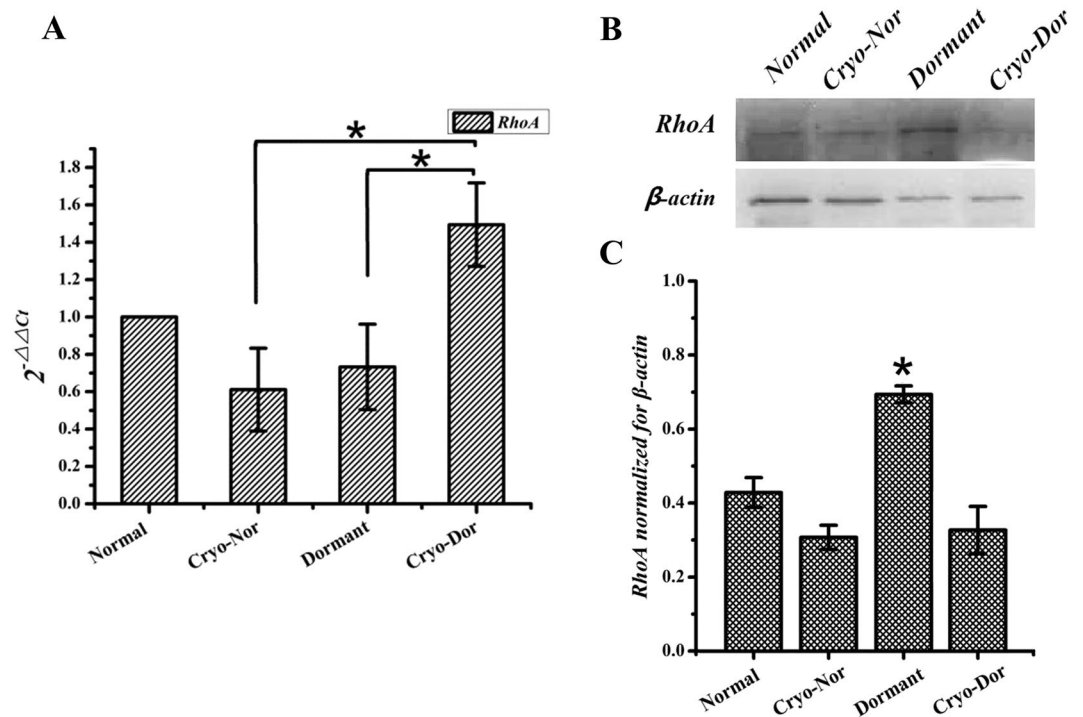 A
RhoA
*
*
1.8
1.6
1.4
1.2
1.0
0.8
0.6
0.4
0.2
0.0
2^-△△Ct
Normal
Cryo-Nor
Dormant
Cryo-Dor
B
Normal
Cryo-Nor
Dormant
Cryo-Dor
RhoA
β-actin
C
1.0
0.8
0.6
0.4
0.2
0.0
RhoA normalized for β-actin
*
Normal
Cryo-Nor
Dormant
Cryo-Dor